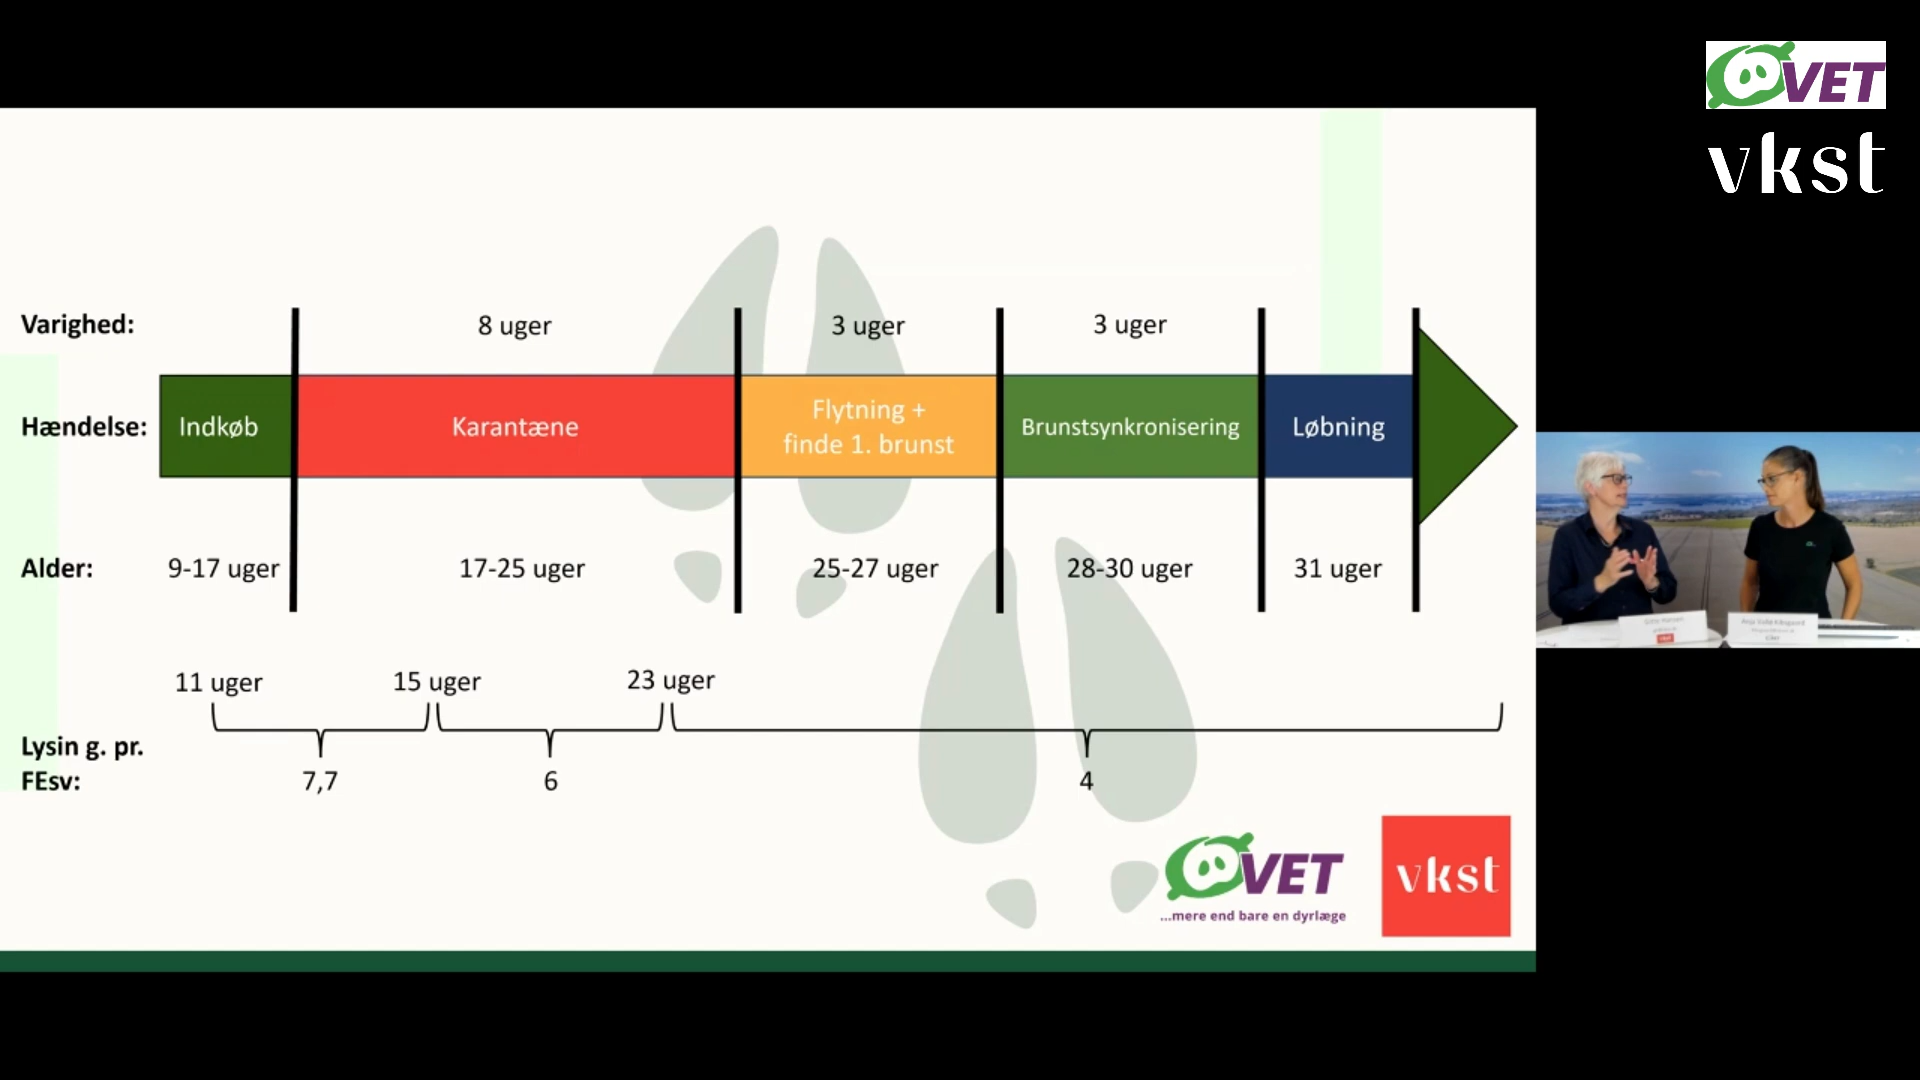 VET
vkst
Varighed:
8 uger
3 uger
3 uger
Hændelse:
Indkøb
Karantæne
Flytning +
finde 1. brunst
Brunstsynkronisering
Løbning
Alder:
9-17 uger
17-25 uger
25-27 uger
28-30 uger
31 uger
11 uger
15 uger
23 uger
Lysin g. pr.
FEsv:
7,7
6
4
VET
...mere end bare en dyrlæge
vkst
Gitte Hansen